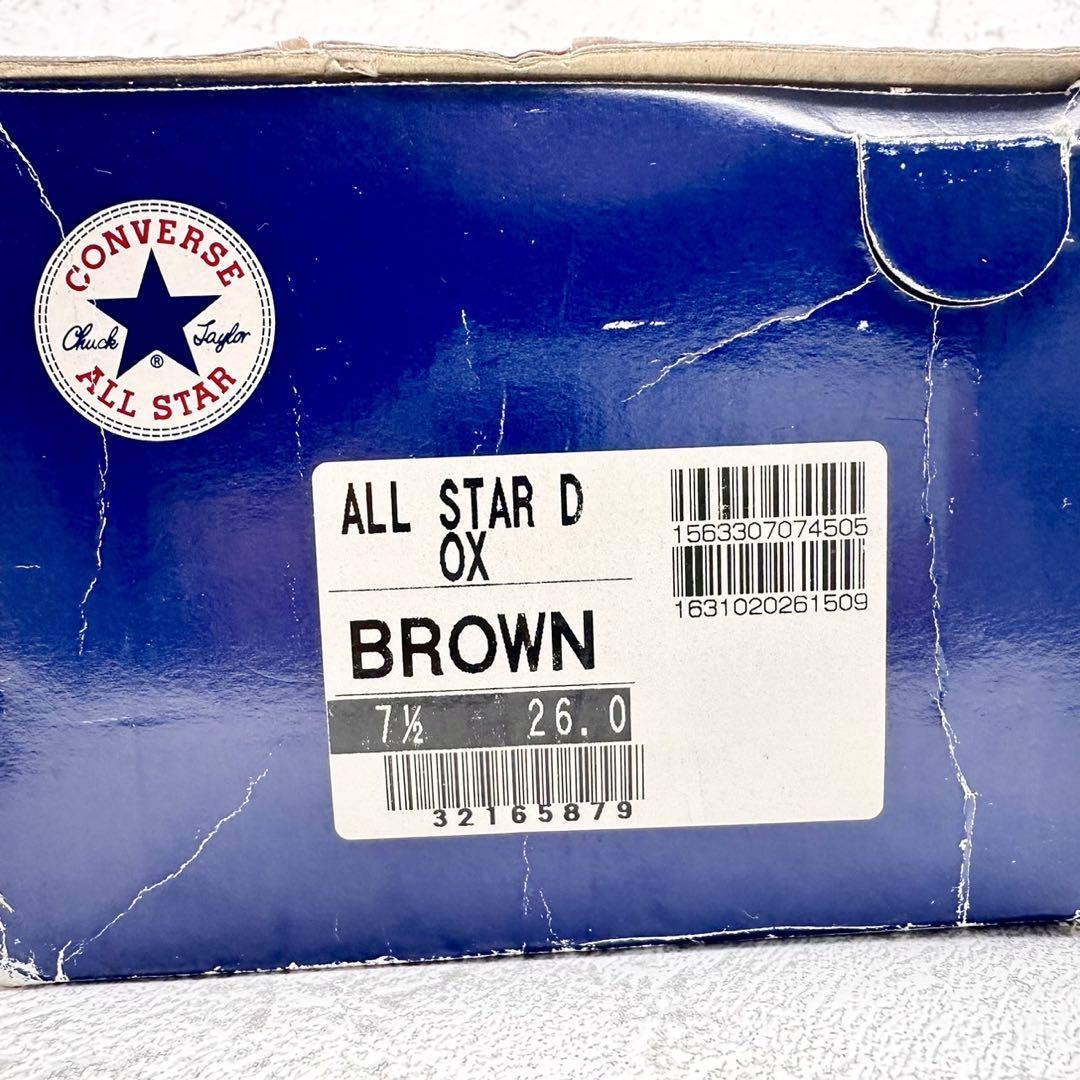 CONVERSE
Chuck Taylor
®
ALL STAR
ALL STAR D
OX
BROWN
7½ 26.0
32165879
1563307074505
1631020261509